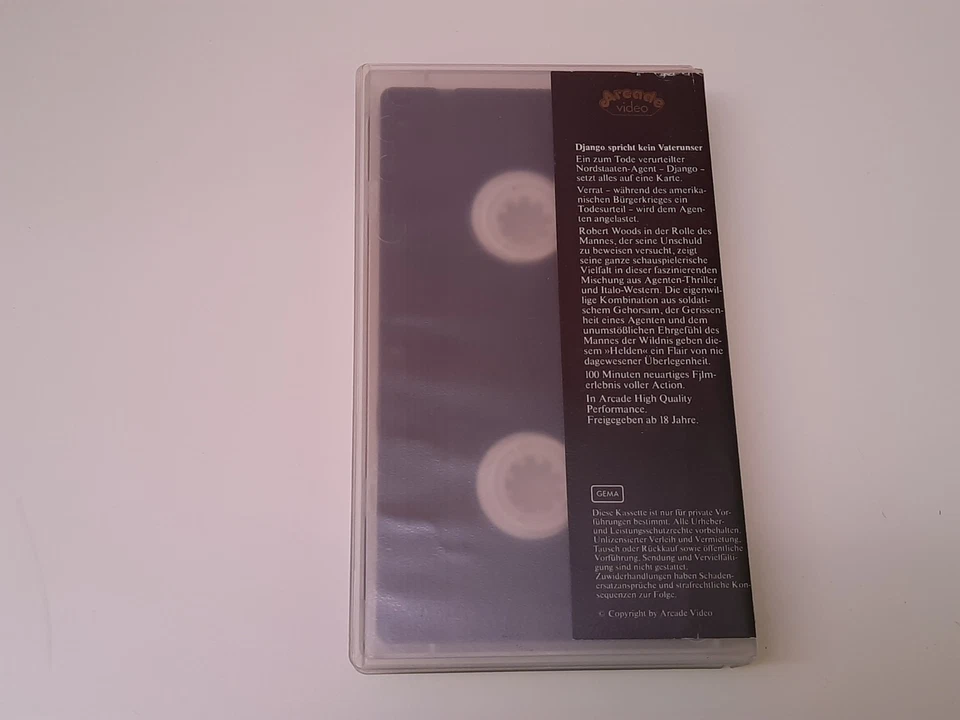 Arcade
video
Django spricht kein Vaterunser
Ein zum Tode verurteilter
Nordstaaten-Agent – Django –
setzt alles auf eine Karte.
Verrat – während des amerika-
nischen Bürgerkrieges ein
Todesurteil – wird dem Agen-
ten angelastet.
Robert Woods in der Rolle des
Mannes, der seine Unschuld
zu beweisen versucht, zeigt
seine ganze schauspielerische
Vielfalt in dieser faszinierenden
Mischung aus Agenten-Thriller
und Italo-Western. Die eigenwil-
lige Kombination aus soldati-
schem Gehorsam, der Gerissen-
heit eines Agenten und dem
unumstößlichen Ehrgefühl des
Mannes der Wildnis geben die-
sem »Helden« ein Flair von nie
dagewesener Überlegenheit.
100 Minuten neuartiges Film-
erlebnis voller Action.
In Arcade High Quality
Performance.
Freigegeben ab 18 Jahre.
GEMA
Diese Kassette ist nur für private Vor-
führungen bestimmt. Alle Urheber-
und Leistungsschutzrechte vorbehalten.
Unlizensierter Verleih und Vermietung,
Tausch oder Rückkauf sowie öffentliche
Vorführung, Sendung und Vervielfälti-
gung sind nicht gestattet.
Zuwiderhandlungen haben Schaden-
ersatzansprüche und strafrechtliche Kon-
sequenzen zur Folge.
© Copyright by Arcade Video